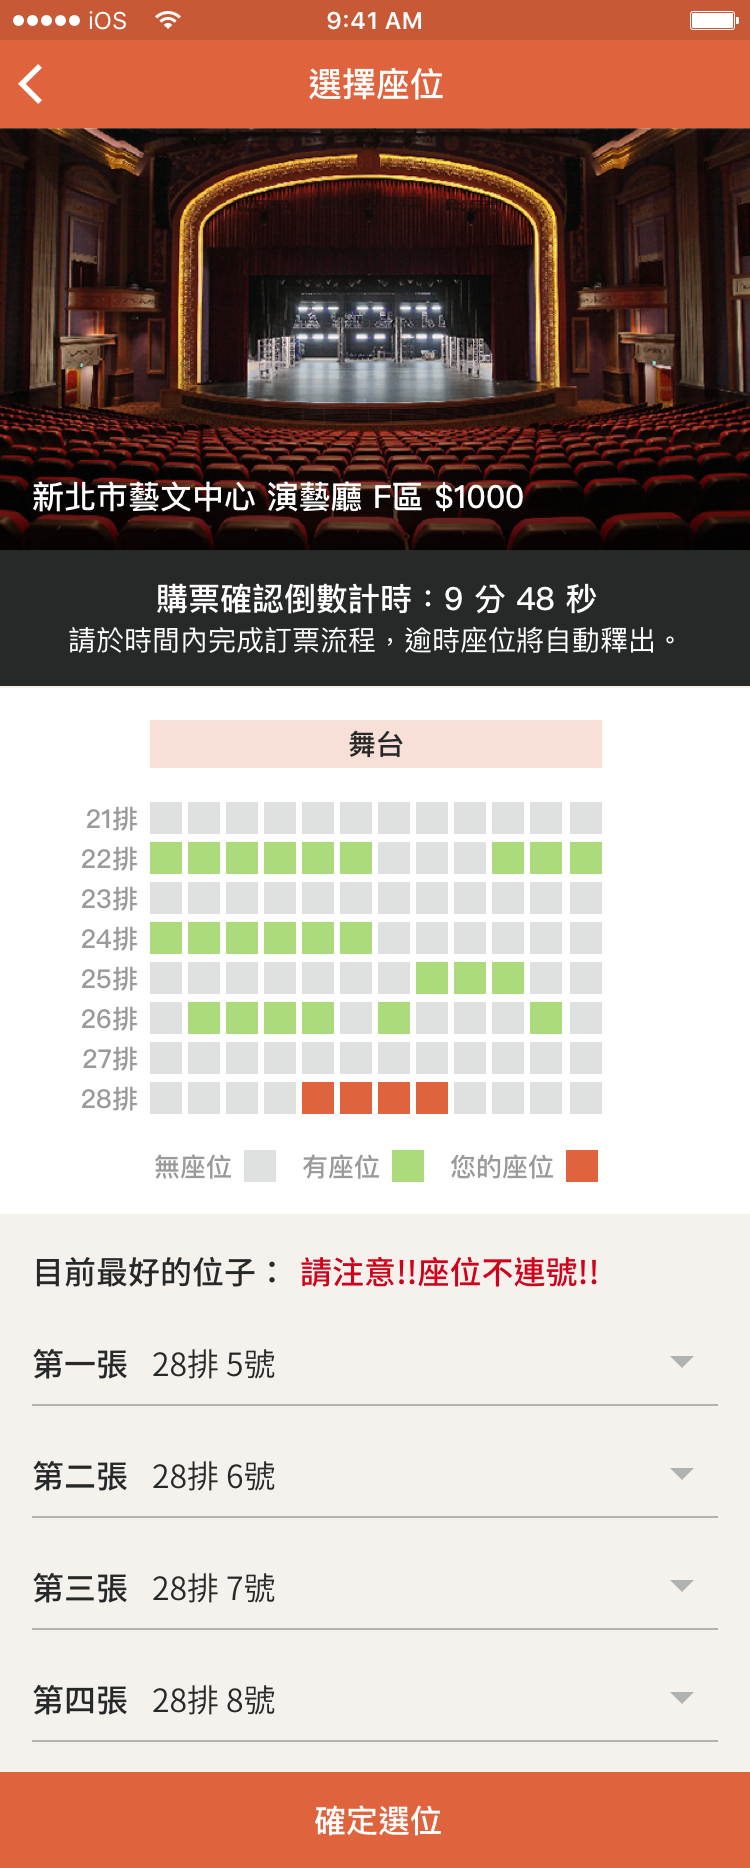 iOS 9:41 AM
選擇座位
新北市藝文中心 演藝廳 F區 $1000
購票確認倒數計時：9 分 48 秒
請於時間內完成訂票流程，逾時座位將自動釋出。
舞台
21排
22排
23排
24排
25排
26排
27排
28排
無座位 有座位 您的座位
目前最好的位子： 請注意!!座位不連號!!
第一張 28排 5號
第二張 28排 6號
第三張 28排 7號
第四張 28排 8號
確定選位